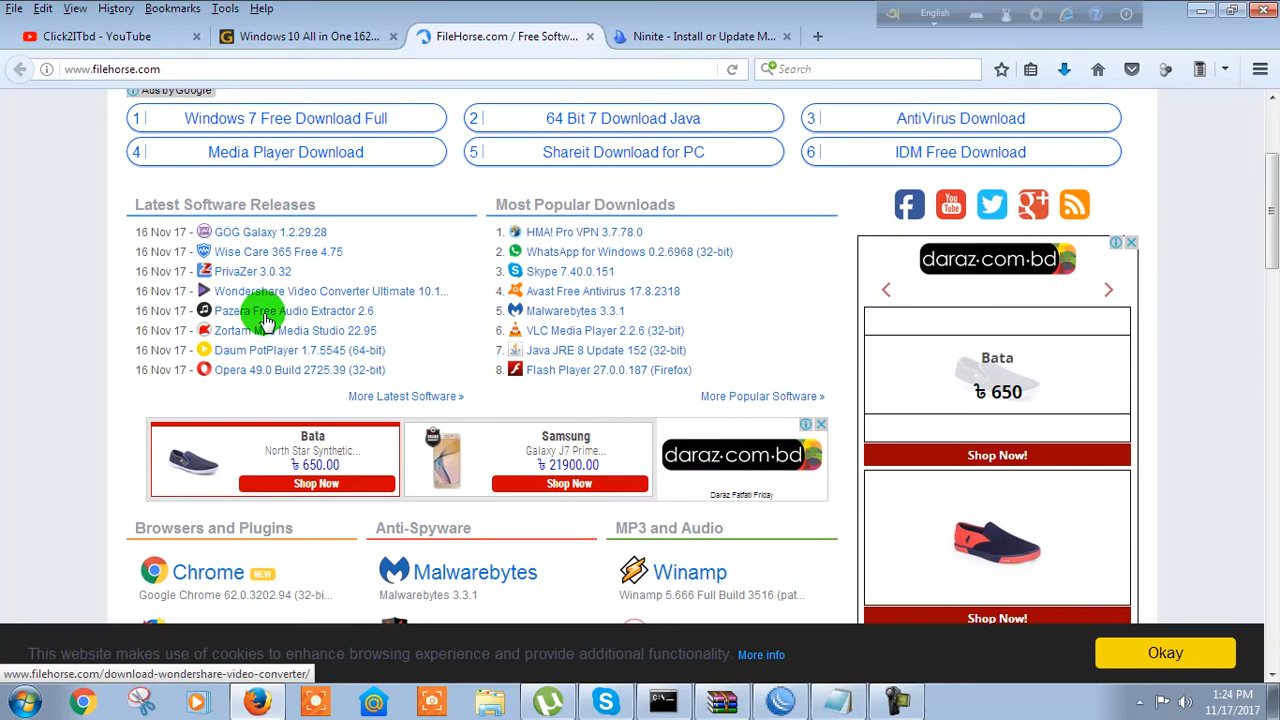 File Edit View History Bookmarks Tools Help
English
Click2ITbd - YouTube
Windows 10 All in One 162...
FileHorse.com / Free Softw...
Ninite - Install or Update M...
www.filehorse.com
Search
Ads by Google
1 Windows 7 Free Download Full
2 64 Bit 7 Download Java
3 AntiVirus Download
4 Media Player Download
5 Shareit Download for PC
6 IDM Free Download
Latest Software Releases
16 Nov 17 - GOG Galaxy 1.2.29.28
16 Nov 17 - Wise Care 365 Free 4.75
16 Nov 17 - PrivaZer 3.0.32
16 Nov 17 - Wondershare Video Converter Ultimate 10.1...
16 Nov 17 - Pazera Free Audio Extractor 2.6
16 Nov 17 - Zortam Media Studio 22.95
16 Nov 17 - Daum PotPlayer 1.7.5545 (64-bit)
16 Nov 17 - Opera 49.0 Build 2725.39 (32-bit)
More Latest Software »
Most Popular Downloads
1. HMA! Pro VPN 3.7.78.0
2. WhatsApp for Windows 0.2.6968 (32-bit)
3. Skype 7.40.0.151
4. Avast Free Antivirus 17.8.2318
5. Malwarebytes 3.3.1
6. VLC Media Player 2.2.6 (32-bit)
7. Java JRE 8 Update 152 (32-bit)
8. Flash Player 27.0.0.187 (Firefox)
More Popular Software »
daraz.com.bd
Bata
৳ 650
Shop Now!
Shop Now!
Bata
North Star Synthetic...
৳ 650.00
Shop Now
Samsung
Galaxy J7 Prime...
৳ 21900.00
Shop Now
daraz.com.bd
Daraz Fatfati Friday
Browsers and Plugins
Chrome NEW
Google Chrome 62.0.3202.94 (32-bi...
Anti-Spyware
Malwarebytes
Malwarebytes 3.3.1
MP3 and Audio
Winamp
Winamp 5.666 Full Build 3516 (pat...
This website makes use of cookies to enhance browsing experience and provide additional functionality. More info
Okay
www.filehorse.com/download-wondershare-video-converter/
1:24 PM
11/17/2017